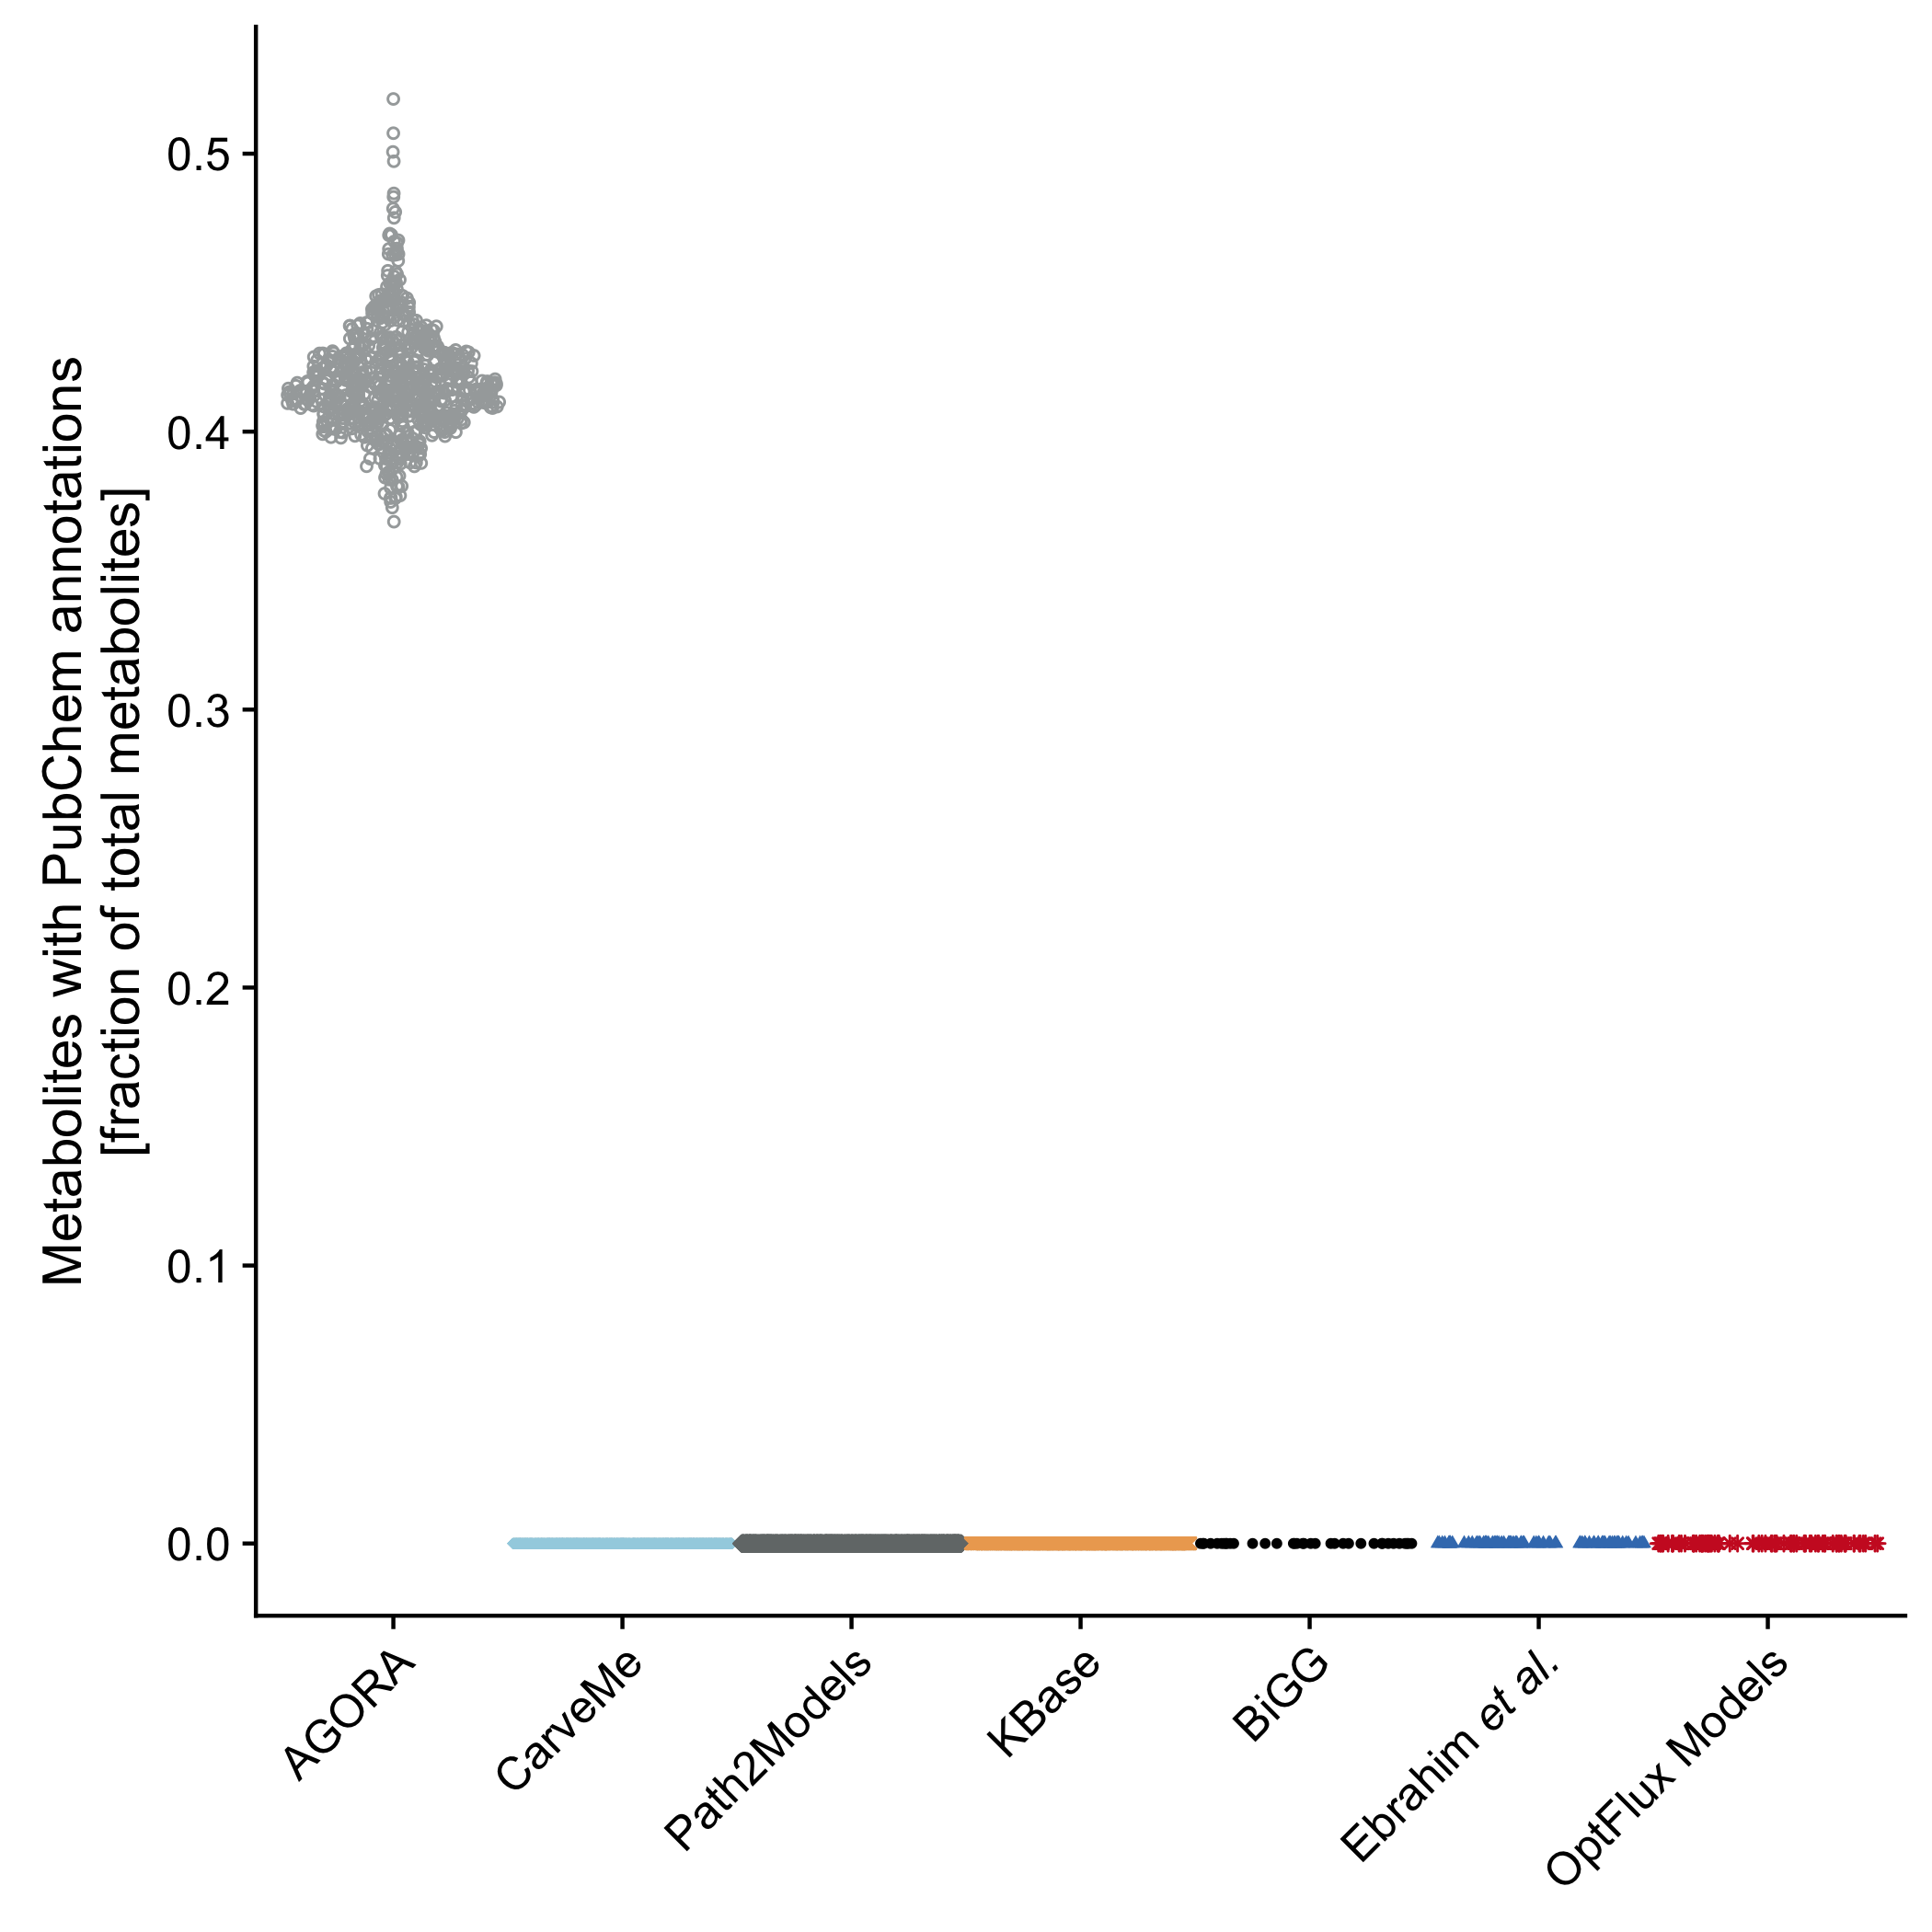 Metabolites with PubChem annotations
[fraction of total metabolites]
0.5
0.4
0.3
0.2
0.1
0.0
AGORA
CarveMe
Path2Models
KBase
BiGG
Ebrahim et al.
OptFlux Models